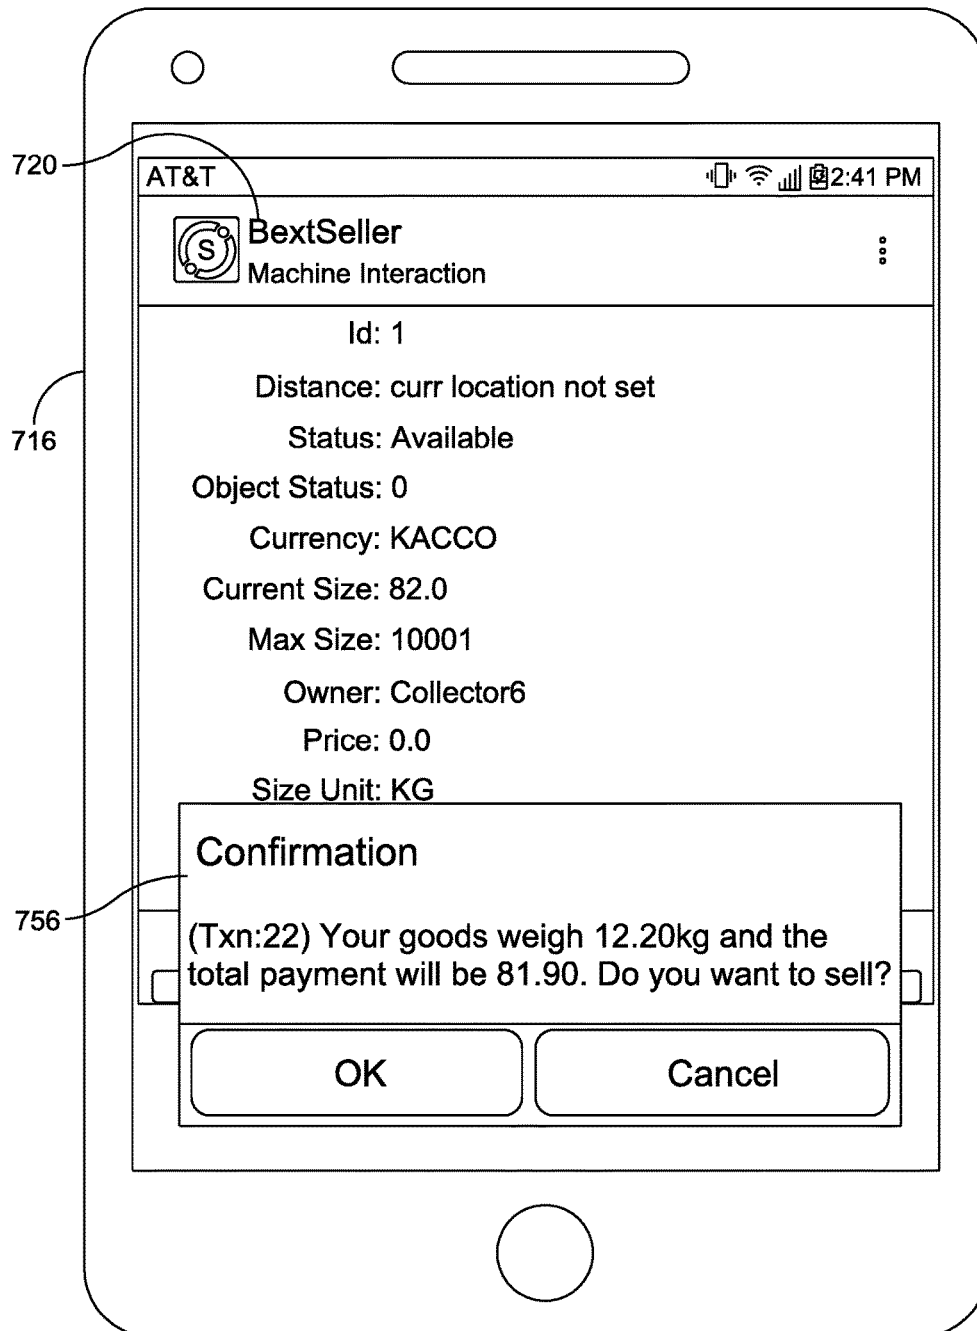 720
AT&T 2:41 PM
S
BextSeller
Machine Interaction
Id: 1
716
Distance: curr location not set
Status: Available
Object Status: 0
Currency: KACCO
Current Size: 82.0
Max Size: 10001
Owner: Collector6
Price: 0.0
Size Unit: KG
Confirmation
756
(Txn:22) Your goods weigh 12.20kg and the
total payment will be 81.90. Do you want to sell?
OK Cancel